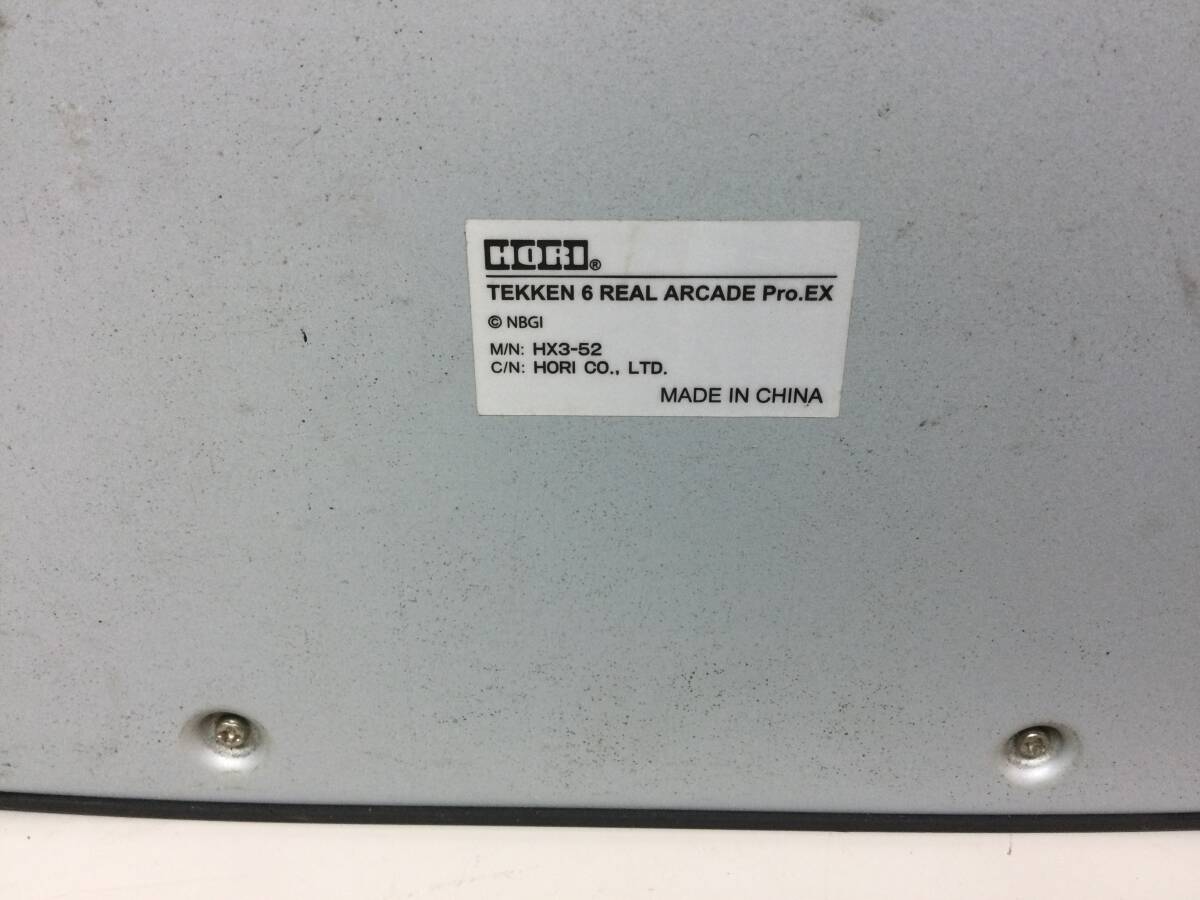 HORI®
TEKKEN 6 REAL ARCADE Pro.EX
© NBGI
M/N: HX3-52
C/N: HORI CO., LTD.
MADE IN CHINA